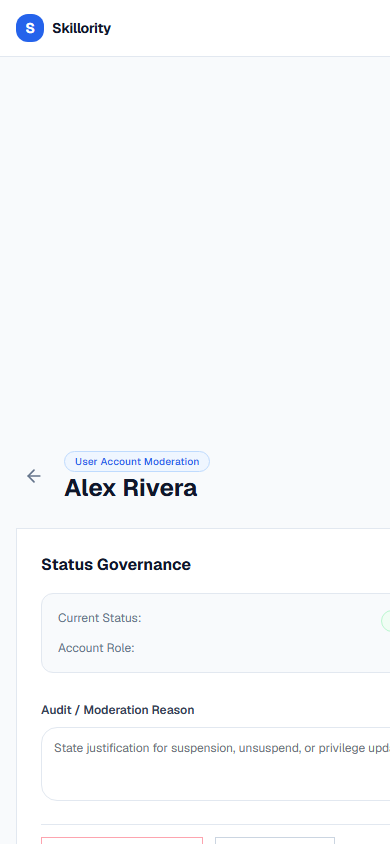 S Skillority
User Account Moderation
Alex Rivera
Status Governance
Current Status:
Account Role:
Audit / Moderation Reason
State justification for suspension, unsuspend, or privilege